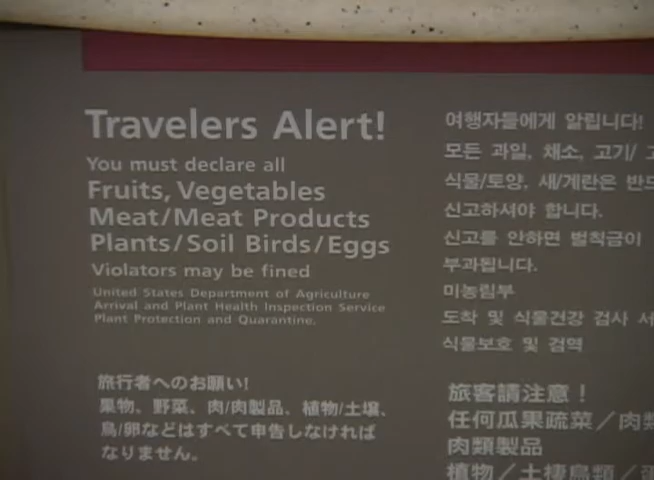 Travelers Alert!
You must declare all
Fruits, Vegetables
Meat/Meat Products
Plants/Soil Birds/Eggs
Violators may be fined
United States Department of Agriculture
Arrival and Plant Health Inspection Service
Plant Protection and Quarantine.
여행자들에게 알립니다!
모든 과일, 채소, 고기/
식물/토양, 새/계란은 반드
신고하셔야 합니다.
신고를 안하면 벌칙금이
부과됩니다.
미농림부
도착 및 식물건강 검사 서
식물보호 및 검역
旅行者へのお願い!
果物、野菜、肉/肉製品、植物/土壌、
鳥/卵などはすべて申告しなければ
なりません。
旅客請注意！
任何瓜果疏菜／肉類
肉類製品
植物／土捿鳥類／